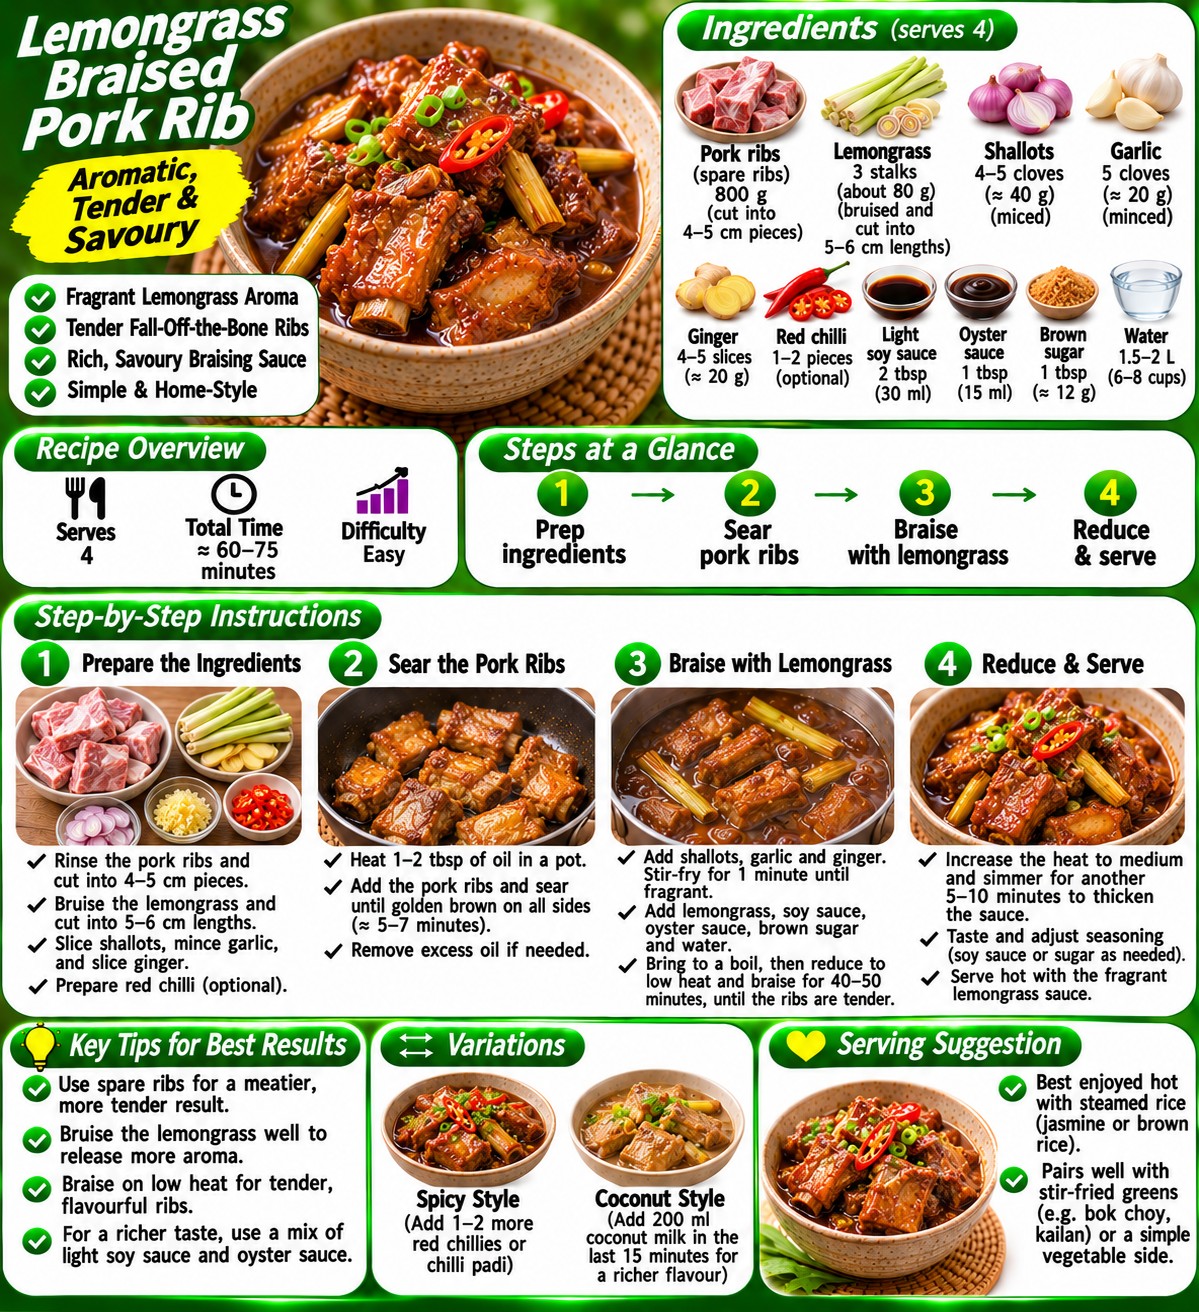 Lemongrass
Braised
Pork Rib
Aromatic,
Tender &
Savoury
Fragrant Lemongrass Aroma
Tender Fall-Off-the-Bone Ribs
Rich, Savoury Braising Sauce
Simple & Home-Style
Ingredients (serves 4)
Pork ribs
(spare ribs)
800 g
(cut into
4–5 cm pieces)
Lemongrass
3 stalks
(about 80 g)
(bruised and
cut into
5–6 cm lengths)
Shallots
4–5 cloves
(≈ 40 g)
(miced)
Garlic
5 cloves
(≈ 20 g)
(minced)
Ginger
4–5 slices
(≈ 20 g)
Red chilli
1–2 pieces
(optional)
Light
soy sauce
2 tbsp
(30 ml)
Oyster
sauce
1 tbsp
(15 ml)
Brown
sugar
1 tbsp
(≈ 12 g)
Water
1.5–2 L
(6–8 cups)
Recipe Overview
Serves
4
Total Time
≈ 60–75
minutes
Difficulty
Easy
Steps at a Glance
1
Prep
ingredients
2
Sear
pork ribs
3
Braise
with lemongrass
4
Reduce
& serve
Step-by-Step Instructions
1 Prepare the Ingredients
Rinse the pork ribs and
cut into 4–5 cm pieces.
Bruise the lemongrass and
cut into 5–6 cm lengths.
Slice shallots, mince garlic,
and slice ginger.
Prepare red chilli (optional).
2 Sear the Pork Ribs
Heat 1–2 tbsp of oil in a pot.
Add the pork ribs and sear
until golden brown on all sides
(≈ 5–7 minutes).
Remove excess oil if needed.
3 Braise with Lemongrass
Add shallots, garlic and ginger.
Stir-fry for 1 minute until
fragrant.
Add lemongrass, soy sauce,
oyster sauce, brown sugar
and water.
Bring to a boil, then reduce to
low heat and braise for 40–50
minutes, until the ribs are tender.
4 Reduce & Serve
Increase the heat to medium
and simmer for another
5–10 minutes to thicken
the sauce.
Taste and adjust seasoning
(soy sauce or sugar as needed).
Serve hot with the fragrant
lemongrass sauce.
Key Tips for Best Results
Use spare ribs for a meatier,
more tender result.
Bruise the lemongrass well to
release more aroma.
Braise on low heat for tender,
flavourful ribs.
For a richer taste, use a mix of
light soy sauce and oyster sauce.
Variations
Spicy Style
(Add 1–2 more
red chillies or
chilli padi)
Coconut Style
(Add 200 ml
coconut milk in the
last 15 minutes for
a richer flavour)
Serving Suggestion
Best enjoyed hot
with steamed rice
(jasmine or brown
rice).
Pairs well with
stir-fried greens
(e.g. bok choy,
kailan) or a simple
vegetable side.